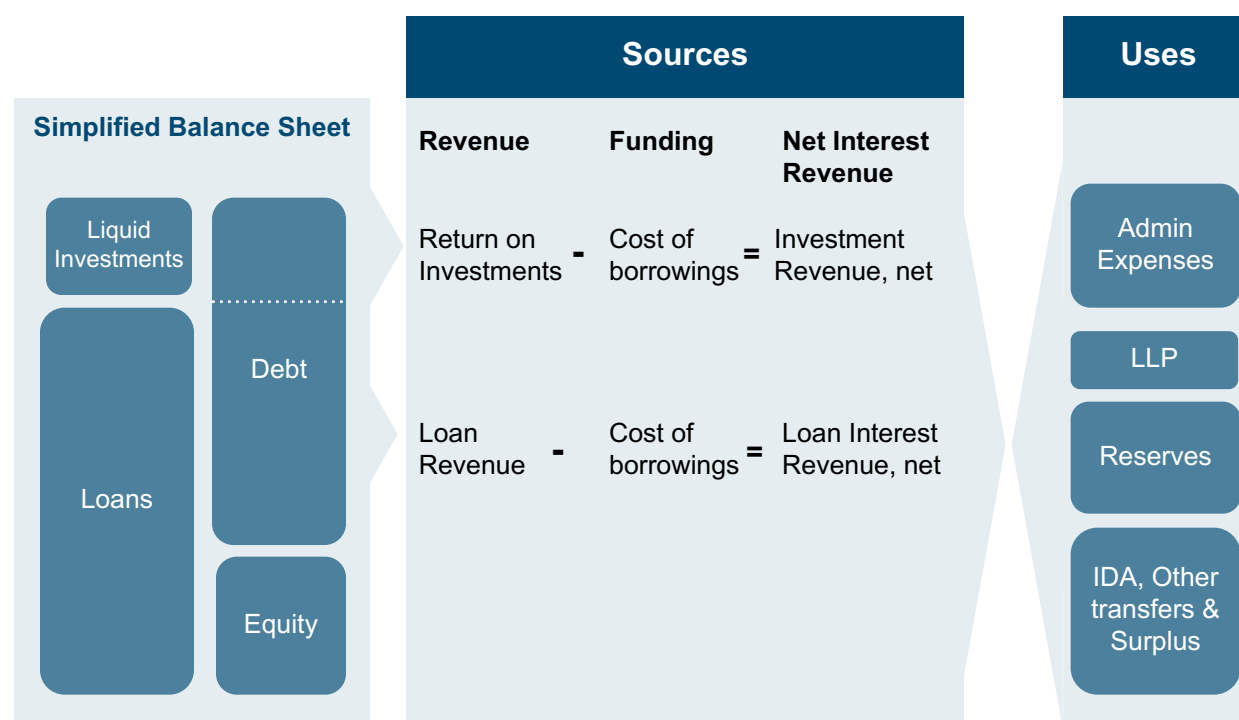 Sources
Uses
Simplified Balance Sheet
Liquid
Investments
Loans
Debt
Equity
Revenue
Funding
Net Interest
Revenue
Return on
Investments
-
Cost of
borrowings
=
Investment
Revenue, net
Loan
Revenue
-
Cost of
borrowings
=
Loan Interest
Revenue, net
Admin
Expenses
LLP
Reserves
IDA, Other
transfers &
Surplus